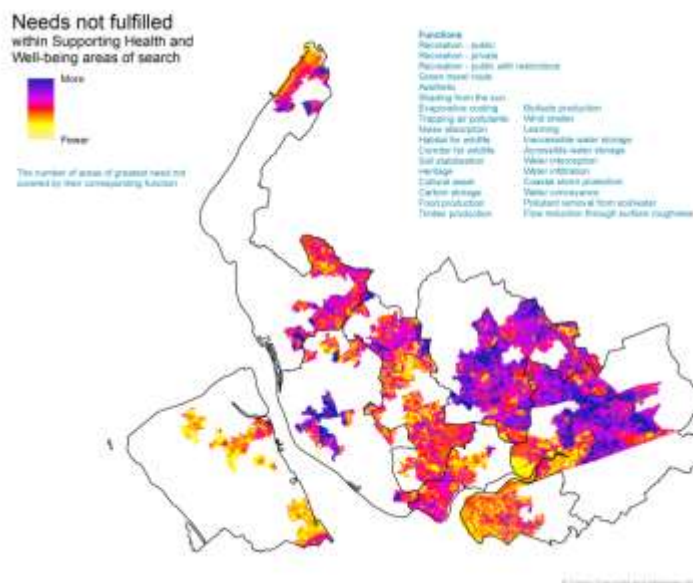 Needs not fulfilled
within Supporting Health and
Well-being areas of search
More
Fewer
The number of areas of greatest need not
covered by their corresponding function
Functions
Recreation - public
Recreation - private
Recreation - public with restrictions
Green travel route
Aesthetic
Shading from the sun
Evaporative cooling
Trapping air pollutants
Noise absorption
Habitat for wildlife
Corridor for wildlife
Soil stabilisation
Heritage
Cultural asset
Carbon storage
Food production
Timber production
Biofuels production
Wind shelter
Learning
Inaccessible water storage
Accessible water storage
Water interception
Water infiltration
Coastal storm protection
Water conveyance
Pollutant removal from soil/water
Flow reduction through surface roughness